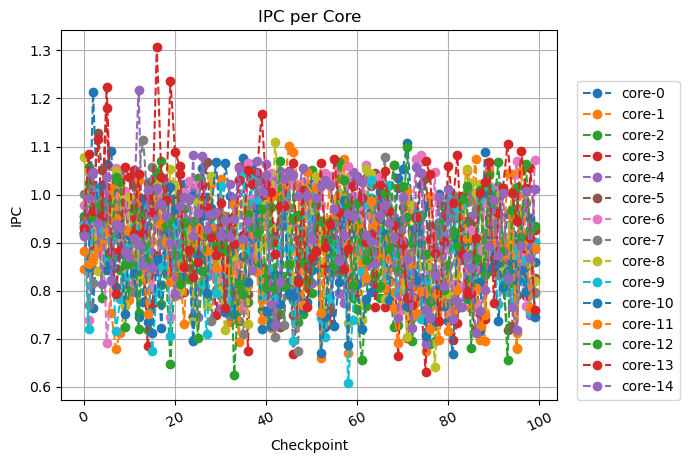 IPC per Core
IPC
1.3
1.2
1.1
1.0
0.9
0.8
0.7
0.6
0
20
40
60
80
100
Checkpoint
core-0
core-1
core-2
core-3
core-4
core-5
core-6
core-7
core-8
core-9
core-10
core-11
core-12
core-13
core-14